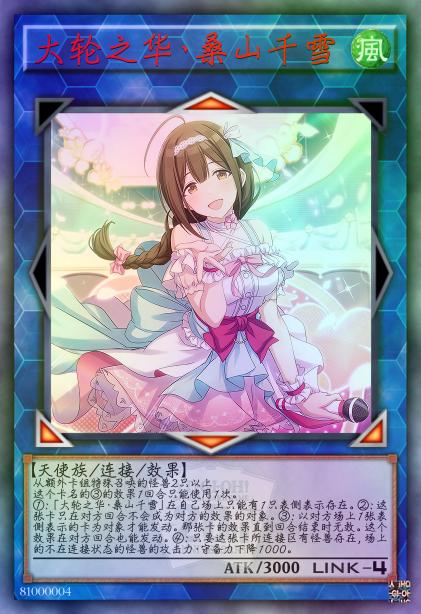 大轮之华、桑山千雪
風
【天使族/连接/效果】
从额外卡组特殊召唤的怪兽2只以上
这个卡名的③的效果1回合只能使用1次。
①：「大轮之华·桑山千雪」在自己场上只能有1只表侧表示存在。②：这
张卡只在对方回合不会成为对方的效果的对象。③：以对方场上1张表
侧表示的卡为对象才能发动。那张卡的效果直到回合结束时无效。这个
效果在对方回合也能发动。④：只要这张卡所连接区有怪兽存在，场上
的不在连接状态的怪兽的攻击力·守备力下降1000。
ATK/3000 LINK-4
81000004